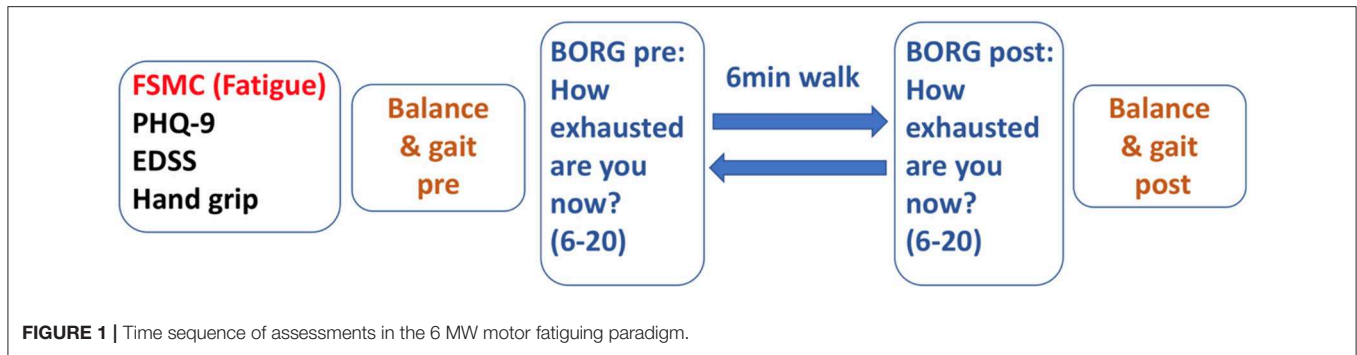 FSMC (Fatigue)
PHQ-9
EDSS
Hand grip
Balance
& gait
pre
BORG pre:
How
exhausted
are you
now?
(6-20)
6min walk
BORG post:
How
exhausted
are you
now?
(6-20)
Balance
& gait
post
FIGURE 1 | Time sequence of assessments in the 6 MW motor fatiguing paradigm.